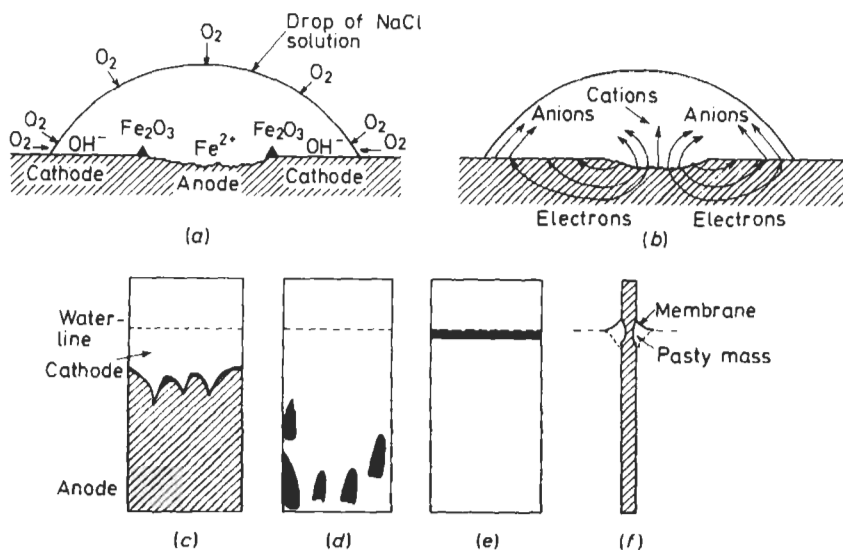 Drop of NaCl
solution
O₂ O₂ O₂ O₂ O₂ O₂ O₂ O₂
OH⁻ Fe₂O₃ Fe²⁺ Fe₂O₃ OH⁻
Cathode Anode Cathode
(a)
Cations
Anions Anions
Electrons Electrons
(b)
Water-
line
Cathode
Anode
(c)
(d)
(e)
Membrane
Pasty mass
(f)